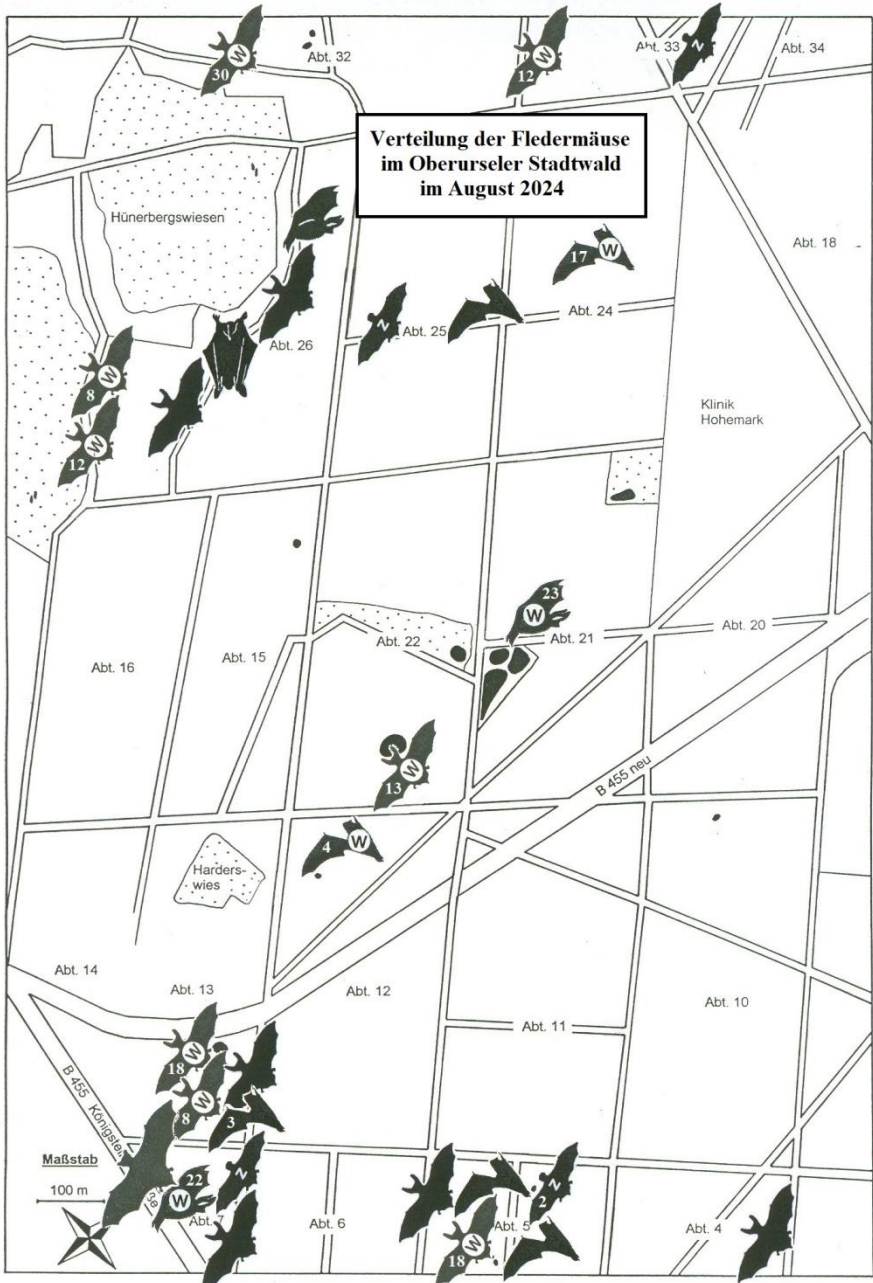 Abt. 32
Abt. 33
Abt. 34
W
30
W
12
N
Verteilung der Fledermäuse
im Oberurseler Stadtwald
im August 2024
Hünerbergswiesen
Abt. 18
W
17
N
Abt. 25
Abt. 24
Abt. 26
W
8
W
12
Klinik
Hohemark
23
W
Abt. 22
Abt. 21
Abt. 20
Abt. 16
Abt. 15
W
13
B 455 neu
W
4
Harders-
wies
Abt. 14
Abt. 13
Abt. 12
Abt. 10
Abt. 11
W
18
W
8
3
B 455
Maßstab
100 m
22
W
N
Abt. 7
Abt. 6
N
2
Abt. 5
W
18
Abt. 4